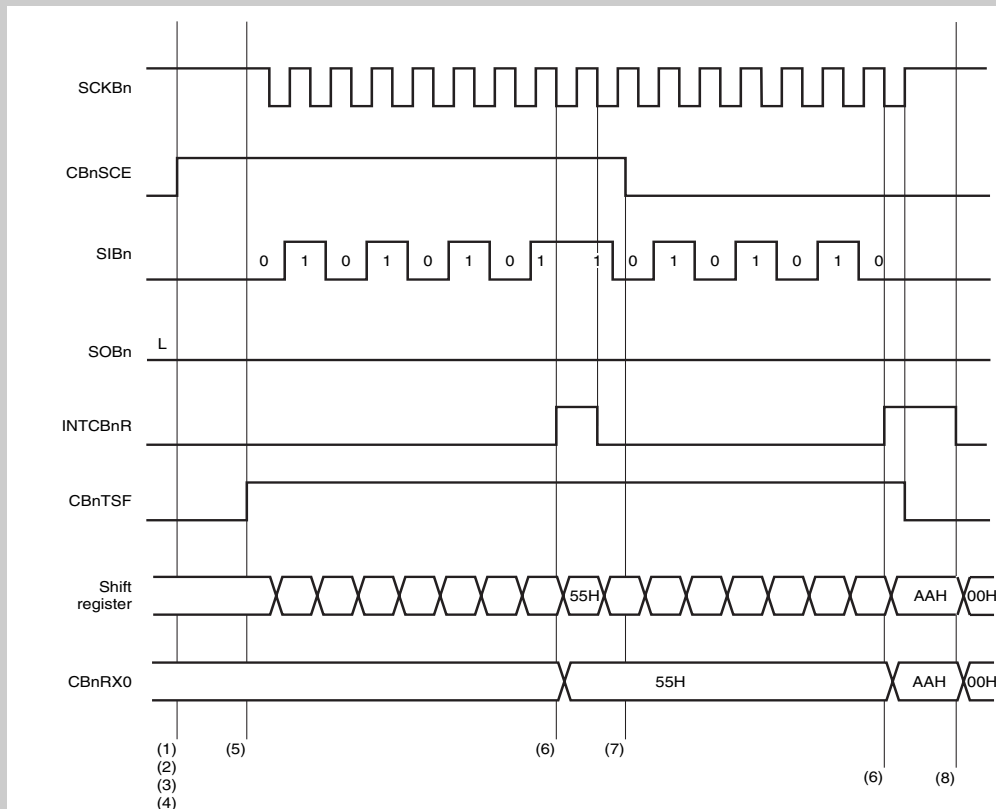 SCKBn
CBnSCE
SIBn
0 1 0 1 0 1 0 1 1 0 1 0 1 0 1 0
SOBn
L
INTCBnR
CBnTSF
Shift
register
55H
AAH
00H
CBnRX0
55H
AAH
00H
(1)
(2)
(3)
(4)
(5)
(6)
(7)
(6)
(8)